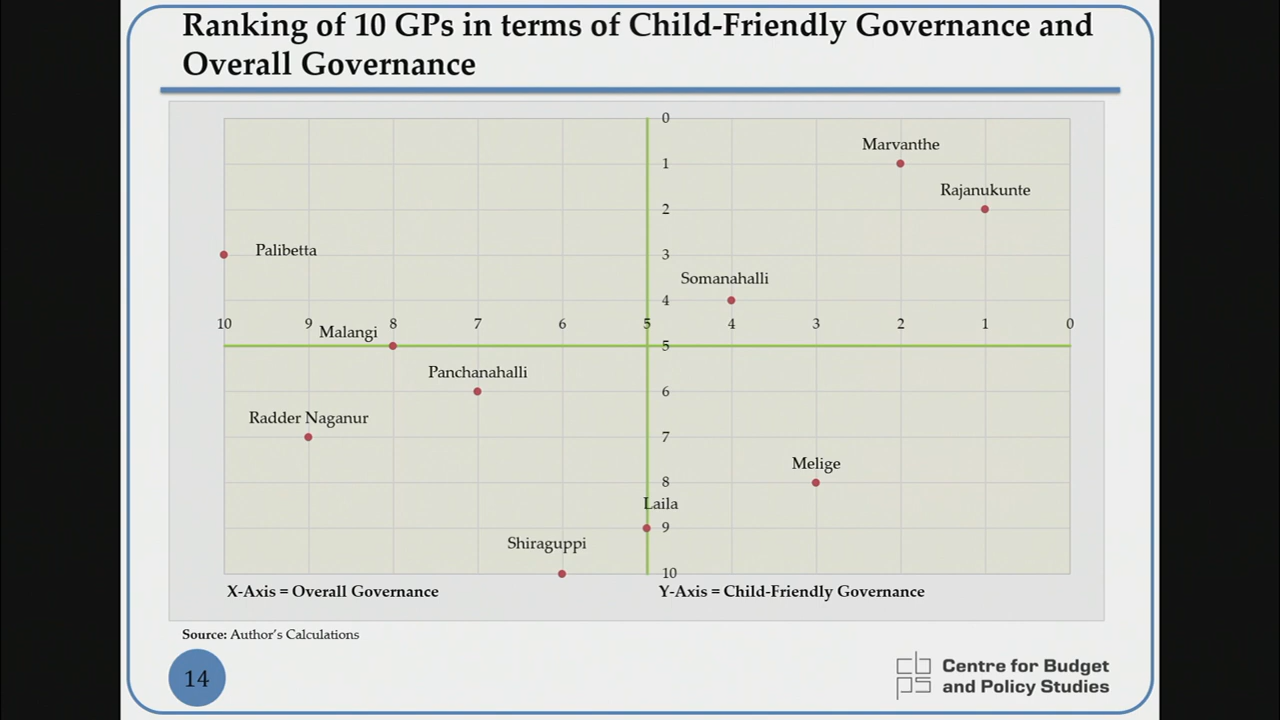 Ranking of 10 GPs in terms of Child-Friendly Governance and
Overall Governance
0
Marvanthe
1
Rajanukunte
2
Palibetta
3
Somanahalli
4
10 9 8 7 6 5 4 3 2 1 0
Malangi
5
Panchanahalli
6
Radder Naganur
7
Melige
8
Laila
9
Shiraguppi
10
X-Axis = Overall Governance
Y-Axis = Child-Friendly Governance
Source: Author's Calculations
14
cb
ps
Centre for Budget
and Policy Studies